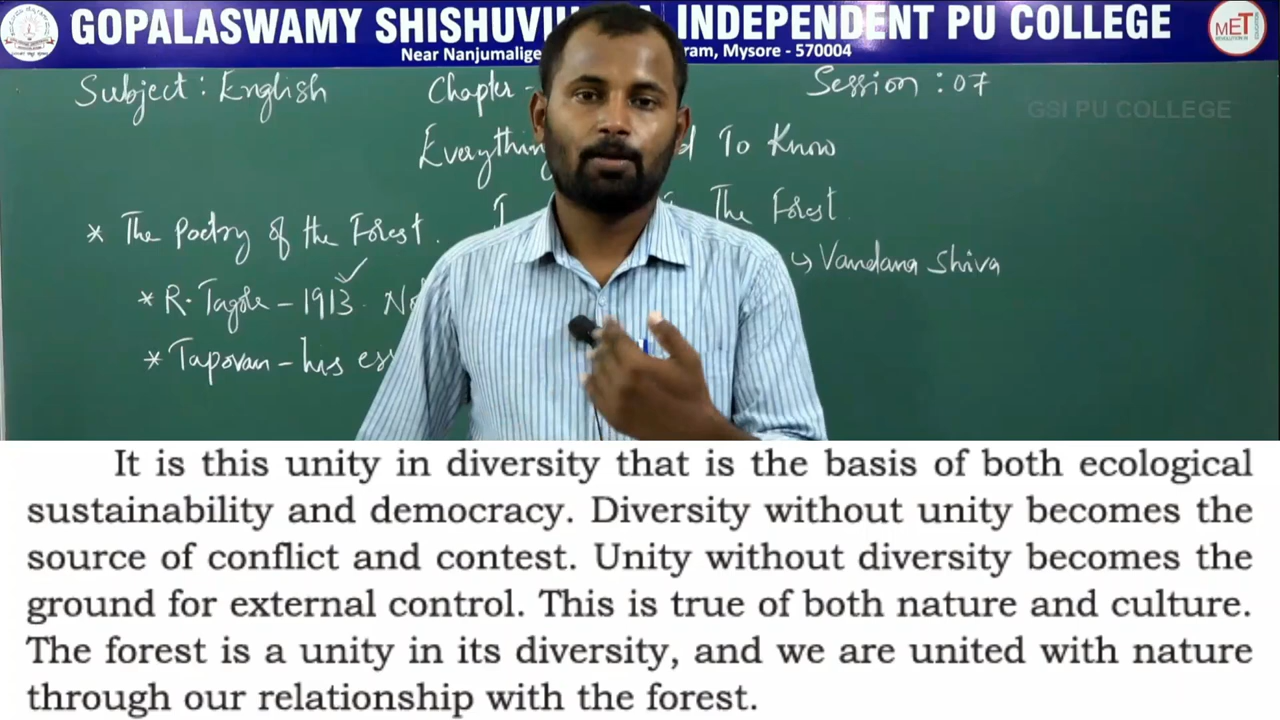 GOPALASWAMY SHISHUVI A INDEPENDENT PU COLLEGE
Near Nanjumalige ram, Mysore - 570004
MET
Subject : English Chapter - Session : 07
GSI PU COLLEGE
Everything d To Know
I The Forest
* The Poetry of the Forest.
↳ Vandana Shiva
* R. Tagore - 1913. No
* Tapovan - his ess
It is this unity in diversity that is the basis of both ecological
sustainability and democracy. Diversity without unity becomes the
source of conflict and contest. Unity without diversity becomes the
ground for external control. This is true of both nature and culture.
The forest is a unity in its diversity, and we are united with nature
through our relationship with the forest.